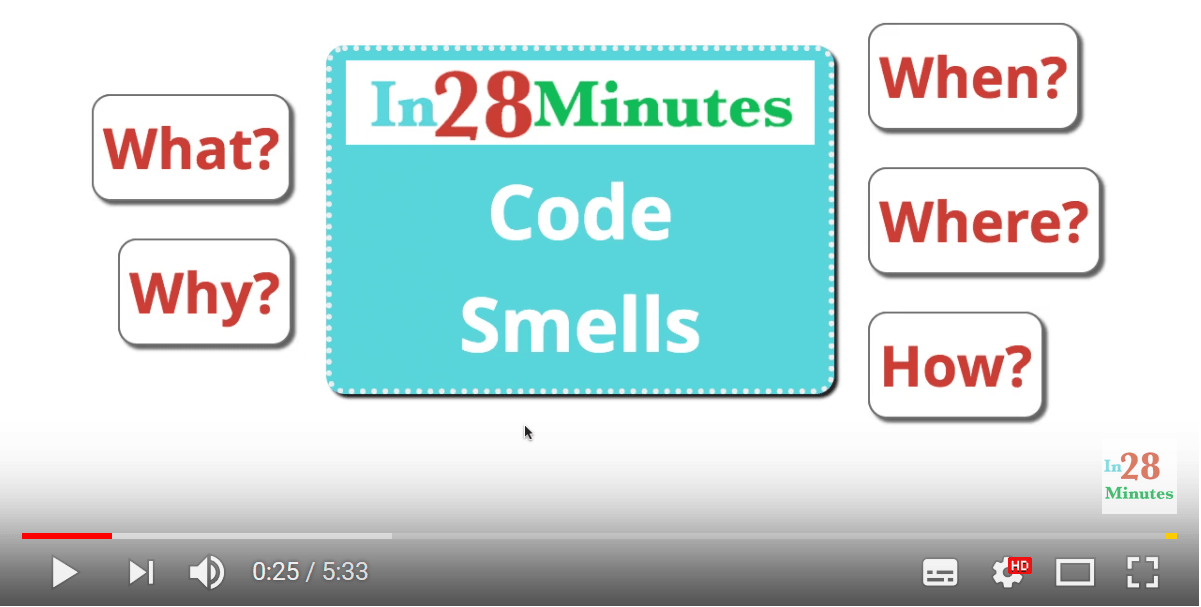 What?
Why?
In28Minutes
Code
Smells
When?
Where?
How?
In28
Minutes
0:25 / 5:33
HD